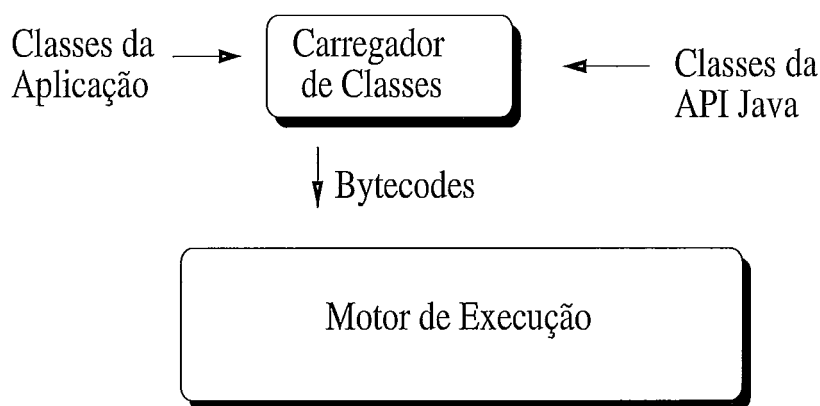 Classes da
Aplicação
Carregador
de Classes
Classes da
API Java
Bytecodes
Motor de Execução